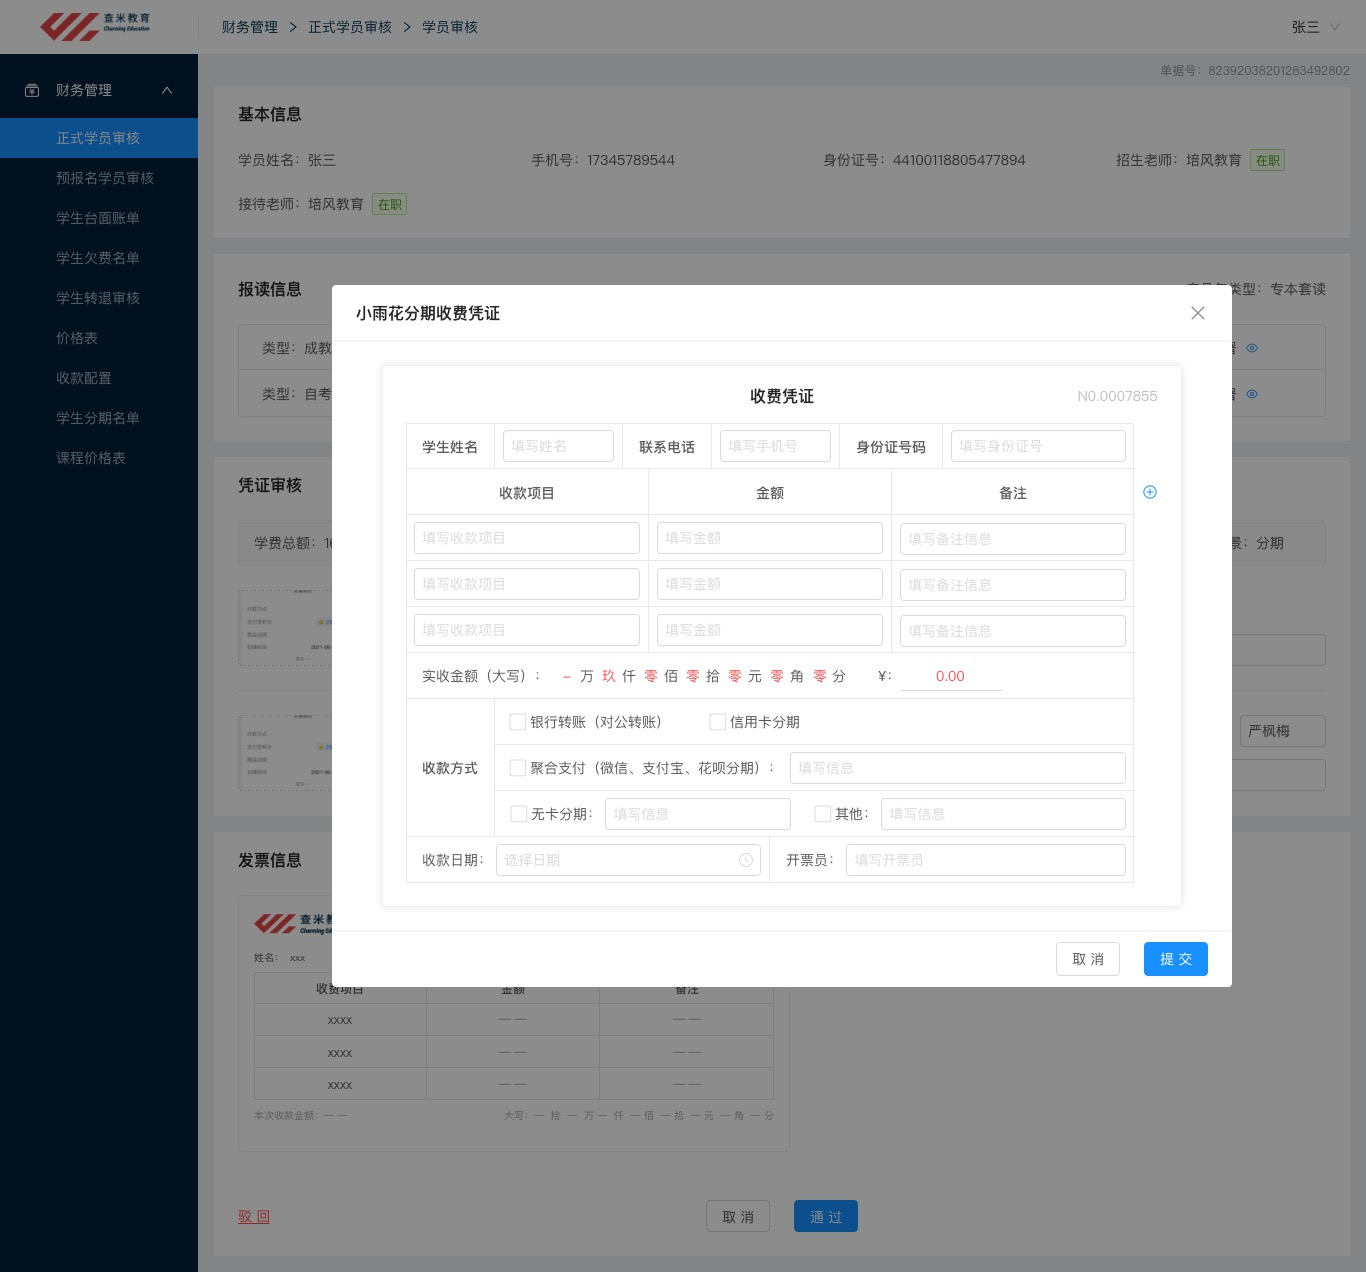 查米教育
Charming Education
财务管理 > 正式学员审核 > 学员审核
张三
单据号：82392038201283492802
财务管理
正式学员审核
预报名学员审核
学生台面账单
学生欠费名单
学生转退审核
价格表
收款配置
学生分期名单
课程价格表
基本信息
学员姓名：张三 手机号：17345789544 身份证号：44100118805477894 招生老师：培风教育 在职
接待老师：培风教育 在职
报读信息
类型：专本套读
类型：成教
类型：自考
凭证审核
学费总额：
分期
严枫梅
小雨花分期收费凭证
收费凭证 N0.0007855
学生姓名 填写姓名 联系电话 填写手机号 身份证号码 填写身份证号
收款项目 金额 备注
填写收款项目 填写金额 填写备注信息
填写收款项目 填写金额 填写备注信息
填写收款项目 填写金额 填写备注信息
实收金额（大写）： – 万 玖 仟 零 佰 零 拾 零 元 零 角 零 分 ¥： 0.00
收款方式
银行转账（对公转账） 信用卡分期
聚合支付（微信、支付宝、花呗分期）： 填写信息
无卡分期： 填写信息 其他： 填写信息
收款日期： 选择日期 开票员： 填写开票员
取 消 提 交
发票信息
查米教
Charming Ed
姓名： xxx
收费项目 金额 备注
xxxx — — — —
xxxx — — — —
xxxx — — — —
本次收款金额：— — 大写：— 拾 — 万 — 仟 — 佰 — 拾 — 元 — 角 — 分
驳 回
取 消 通 过